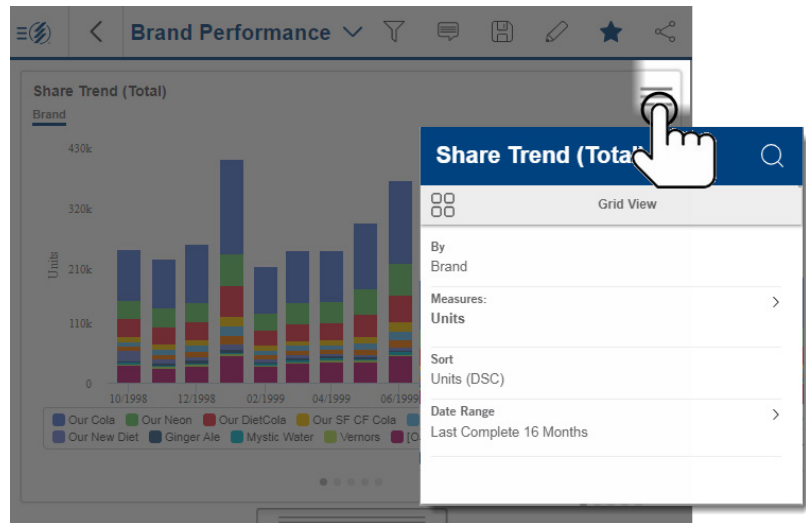 Brand Performance
Share Trend (Total)
Brand
430k
320k
210k
110k
0
Units
10/1998 12/1998 02/1999 04/1999 06/1999
Our Cola Our Neon Our DietCola Our SF CF Cola
Our New Diet Ginger Ale Mystic Water Vernors
Share Trend (Total)
Grid View
By
Brand
Measures:
Units
Sort
Units (DSC)
Date Range
Last Complete 16 Months